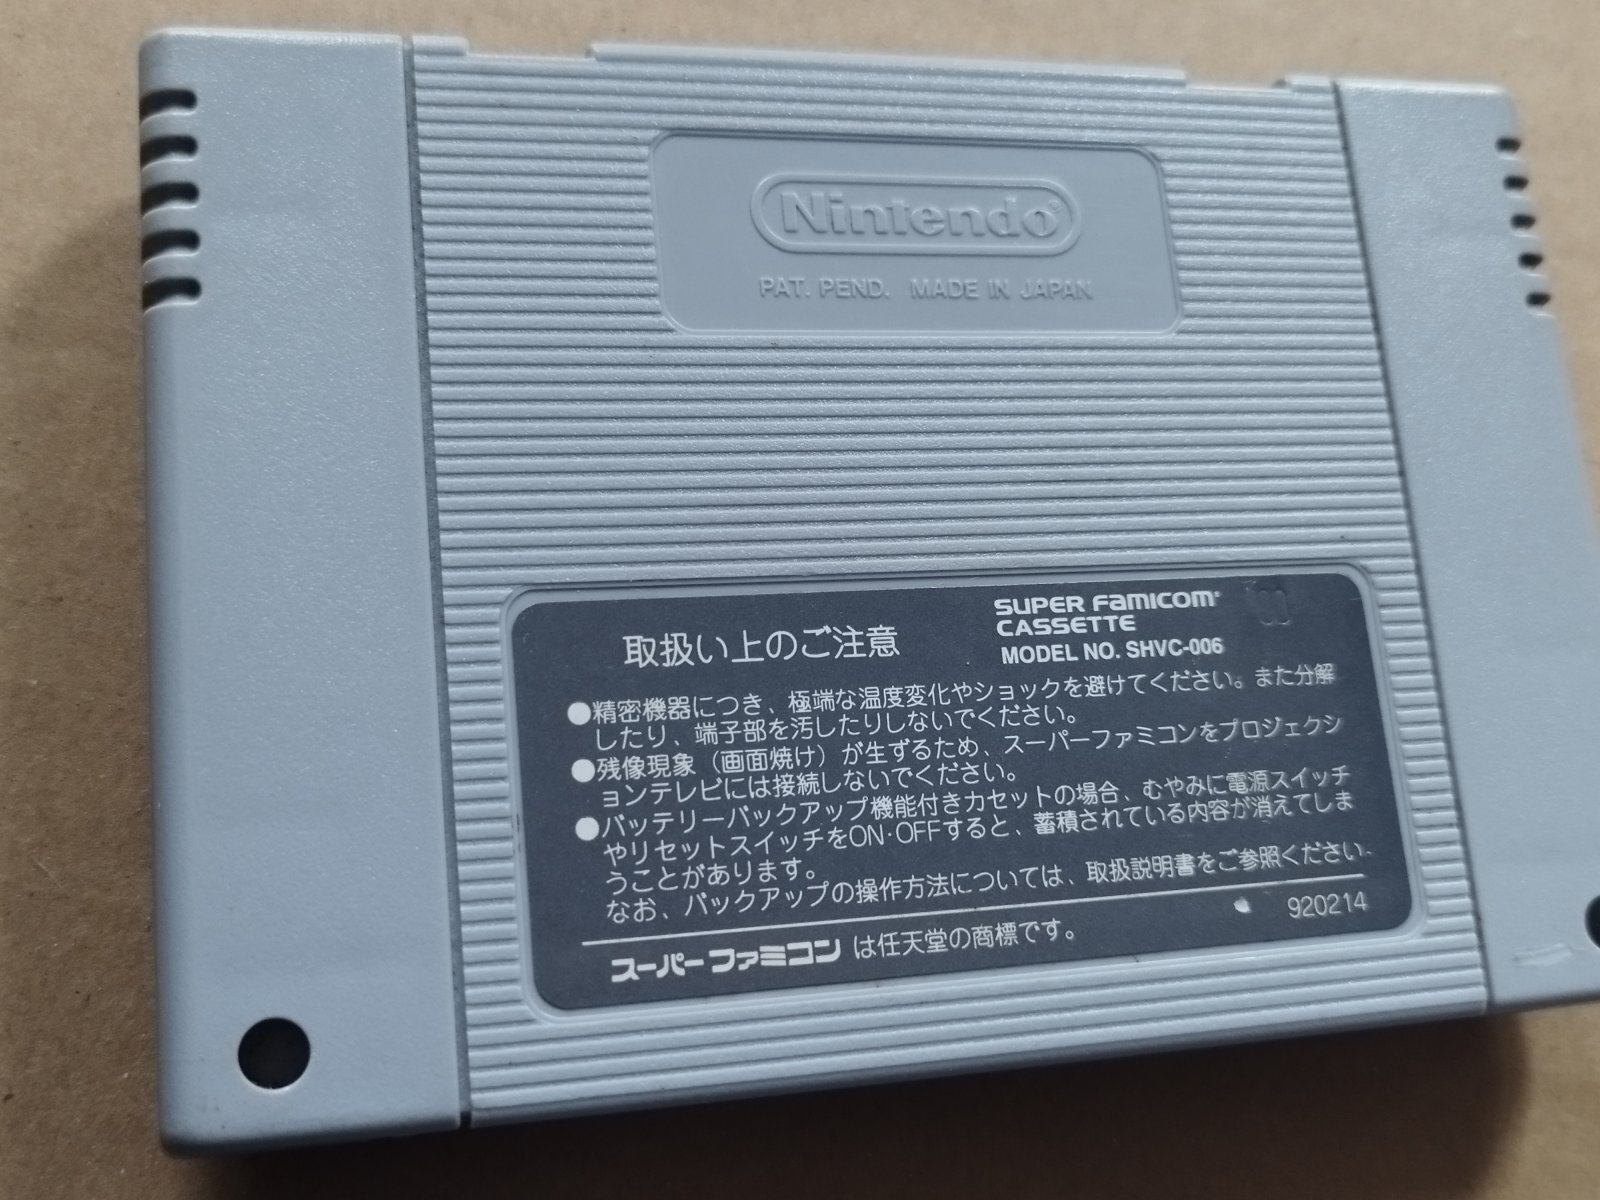 Nintendo®
PAT. PEND. MADE IN JAPAN
取扱い上のご注意
SUPER FAMICOM
CASSETTE
MODEL NO. SHVC-006
●精密機器につき、極端な温度変化やショックを避けてください。また分解
したり、端子部を汚したりしないでください。
●残像現象（画面焼け）が生ずるため、スーパーファミコンをプロジェクシ
ョンテレビには接続しないでください。
●バッテリーバックアップ機能付きカセットの場合、むやみに電源スイッチ
やリセットスイッチをON·OFFすると、蓄積されている内容が消えてしま
うことがあります。
なお、バックアップの操作方法については、取扱説明書をご参照ください。
920214
スーパーファミコンは任天堂の商標です。